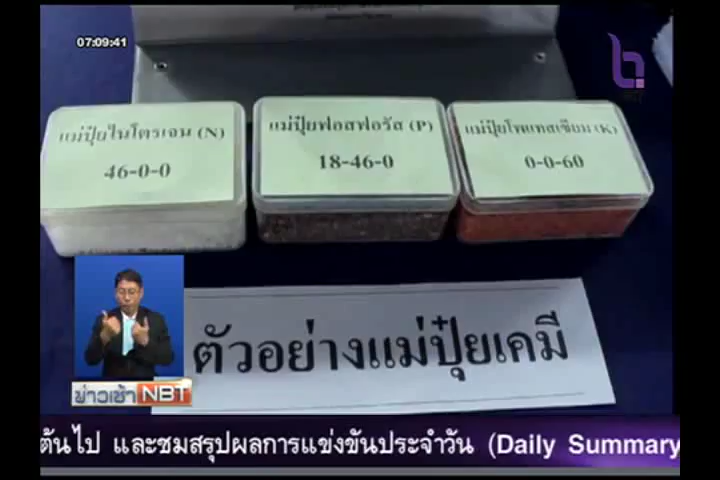 07:09:41
แม่ปุ๋ยไนโตรเจน (N)
46-0-0
แม่ปุ๋ยฟอสฟอรัส (P)
18-46-0
แม่ปุ๋ยโพแทสเซียม (K)
0-0-60
ตัวอย่างแม่ปุ๋ยเคมี
ข่าวเช้า NBT
ต้นไป และชมสรุปผลการแข่งขันประจำวัน (Daily Summary